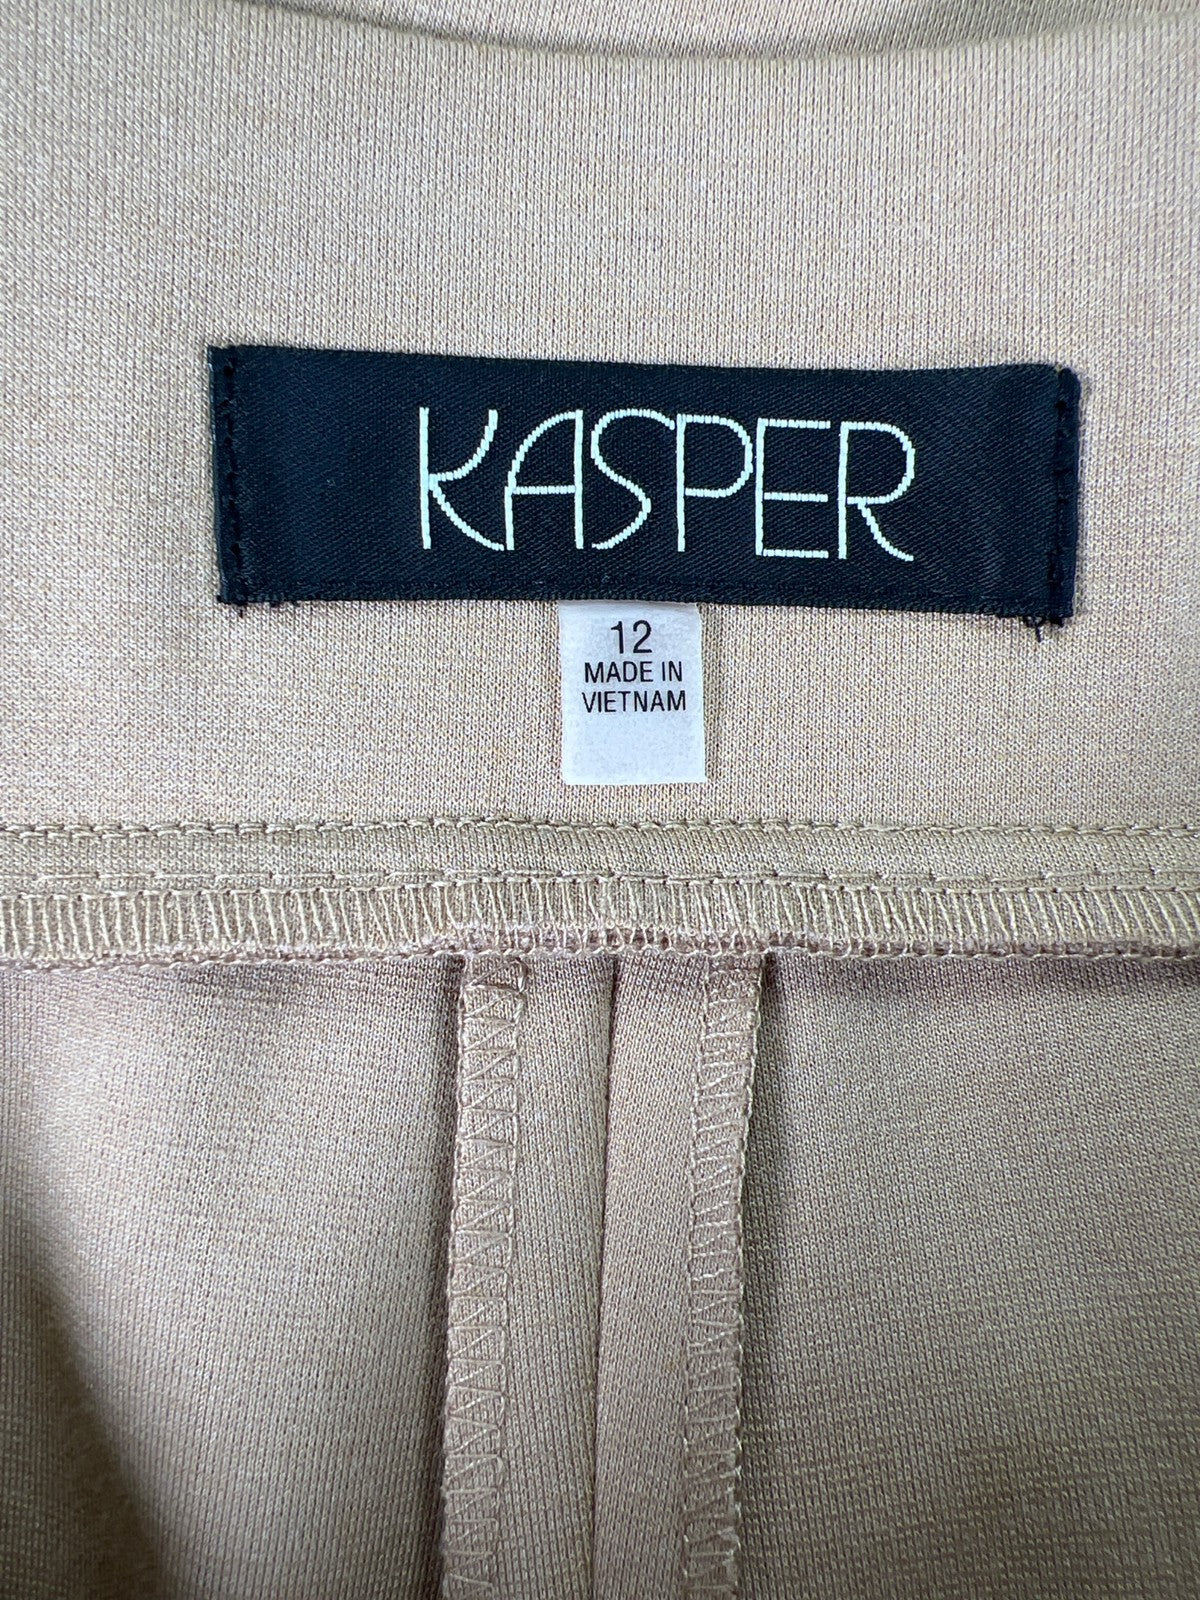 KASPER
12
MADE IN
VIETNAM